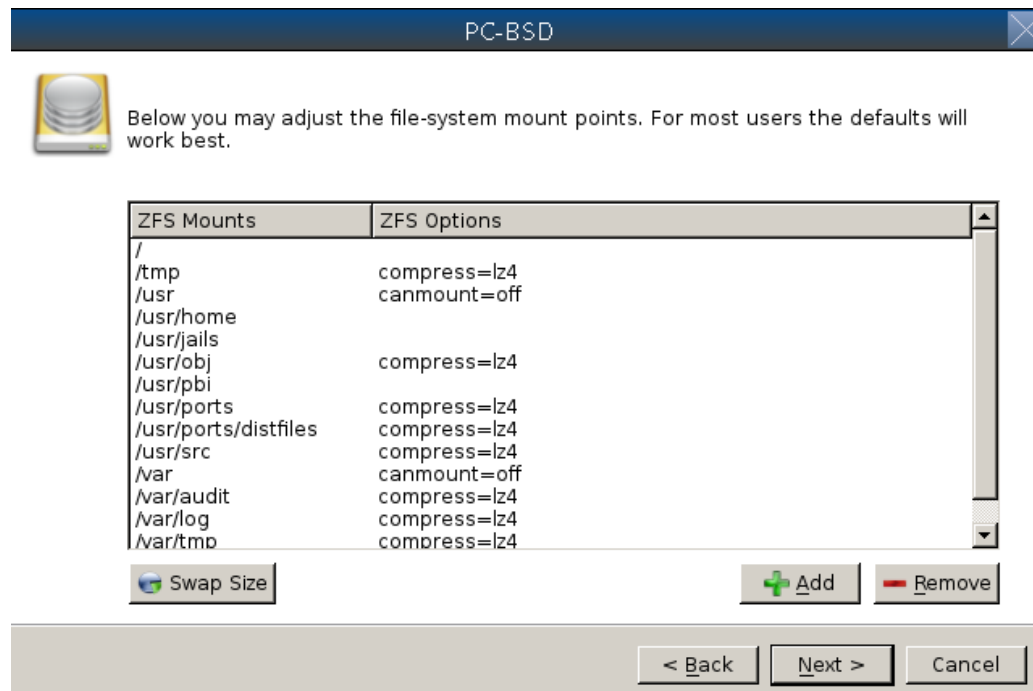 PC-BSD
Below you may adjust the file-system mount points. For most users the defaults will
work best.
ZFS Mounts ZFS Options
/
/tmp compress=lz4
/usr canmount=off
/usr/home
/usr/jails
/usr/obj compress=lz4
/usr/pbi
/usr/ports compress=lz4
/usr/ports/distfiles compress=lz4
/usr/src compress=lz4
/var canmount=off
/var/audit compress=lz4
/var/log compress=lz4
/var/tmp compress=lz4
Swap Size Add Remove
< Back Next > Cancel